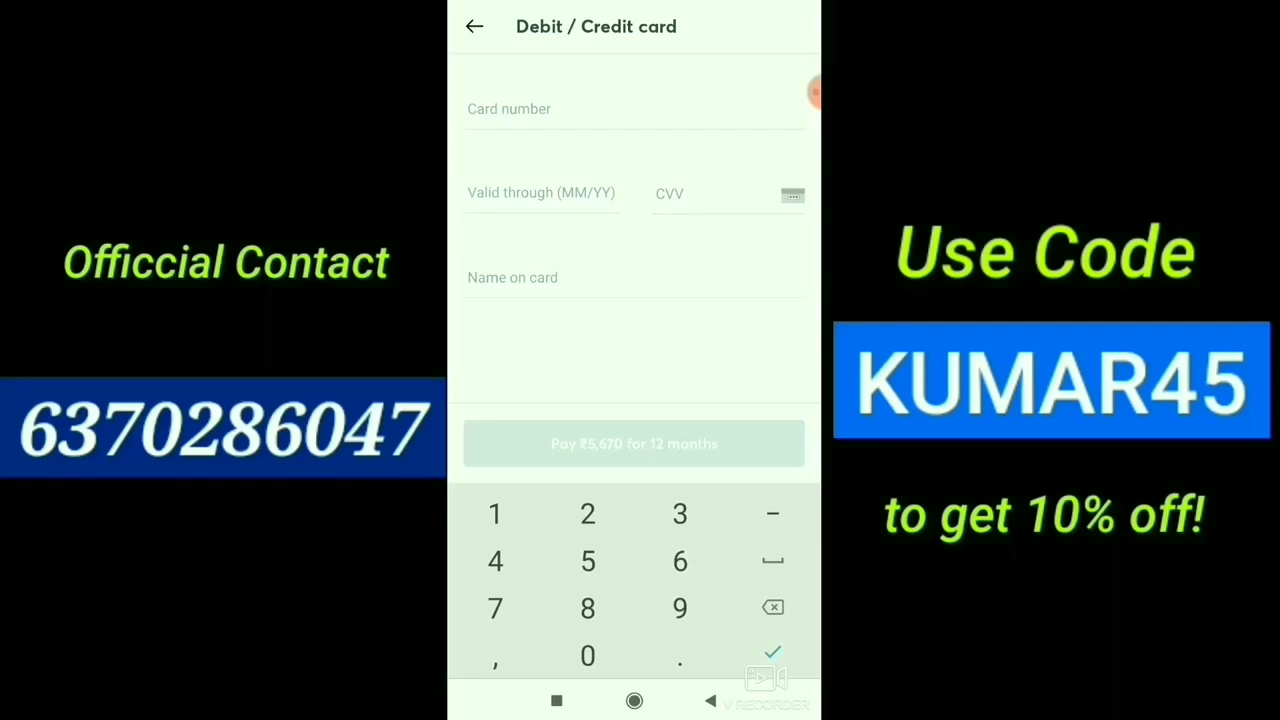 Officcial Contact
6370286047
Debit / Credit card
Card number
Valid through (MM/YY)
CVV
Name on card
Pay ₹5,670 for 12 months
1 2 3 –
4 5 6
7 8 9
, 0 .
V RECORDER
Use Code
KUMAR45
to get 10% off!